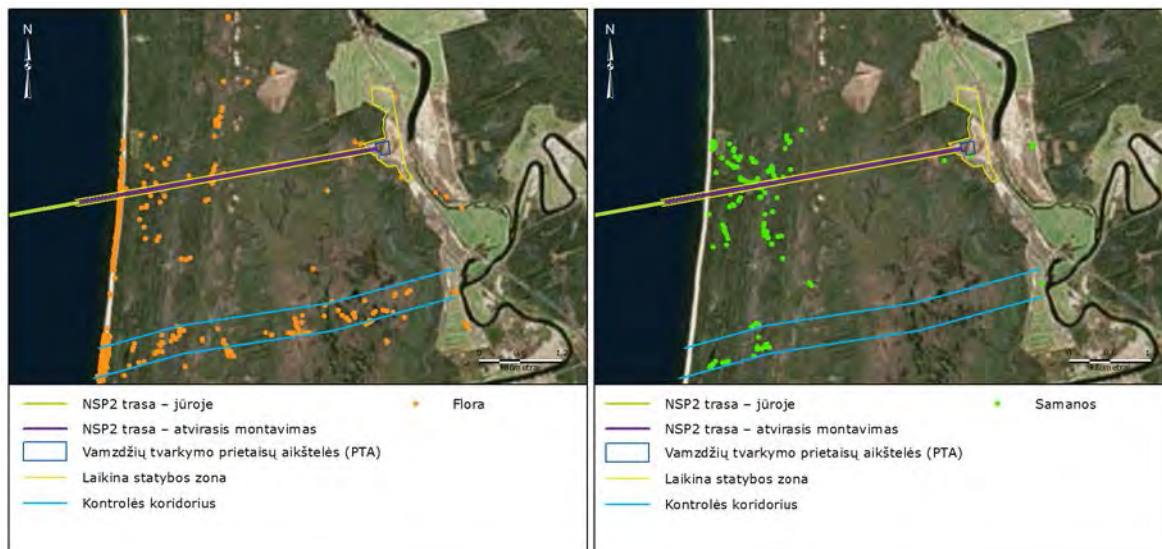 N
NSP2 trasa – jūroje
Flora
NSP2 trasa – atvirasis montavimas
Vamzdžių tvarkymo prietaisų aikštelės (PTA)
Laikina statybos zona
Kontrolės koridorius
N
NSP2 trasa – jūroje
Samanos
NSP2 trasa – atvirasis montavimas
Vamzdžių tvarkymo prietaisų aikštelės (PTA)
Laikina statybos zona
Kontrolės koridorius